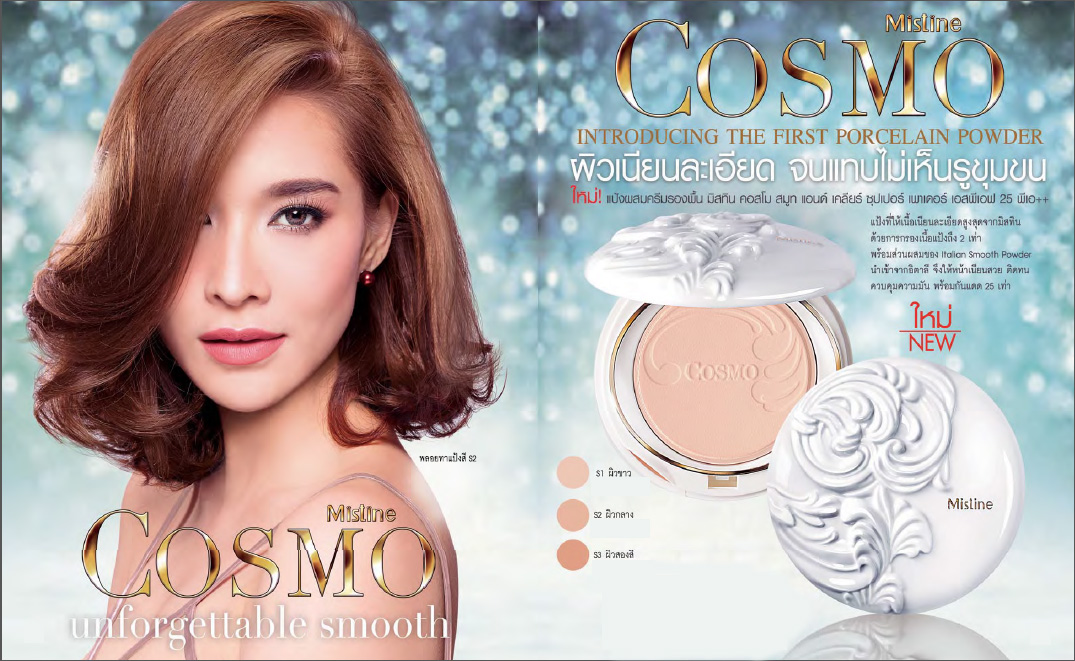 พลอยทาแป้งสี S2
Mistine
COSMO
unforgettable smooth
Mistine
COSMO
INTRODUCING THE FIRST PORCELAIN POWDER
ผิวเนียนละเอียด จนแทบไม่เห็นรูขุมขน
ใหม่! แป้งผสมครีมรองพื้น มิสทิน คอสโม สมูท แอนด์ เคลียร์ ซุปเปอร์ เพาเดอร์ เอสพีเอฟ 25 พีเอ++
แป้งที่ให้เนื้อเนียนละเอียดสูงสุดจากมิสทิน
ด้วยการกรองเนื้อแป้งถึง 2 เท่า
พร้อมส่วนผสมของ Italian Smooth Powder
นำเข้าจากอิตาลี จึงให้หน้าเนียนสวย ติดทน
ควบคุมความมัน พร้อมกันแดด 25 เท่า
ใหม่
NEW
COSMO
Mistine
S1 ผิวขาว
S2 ผิวกลาง
S3 ผิวสองสี